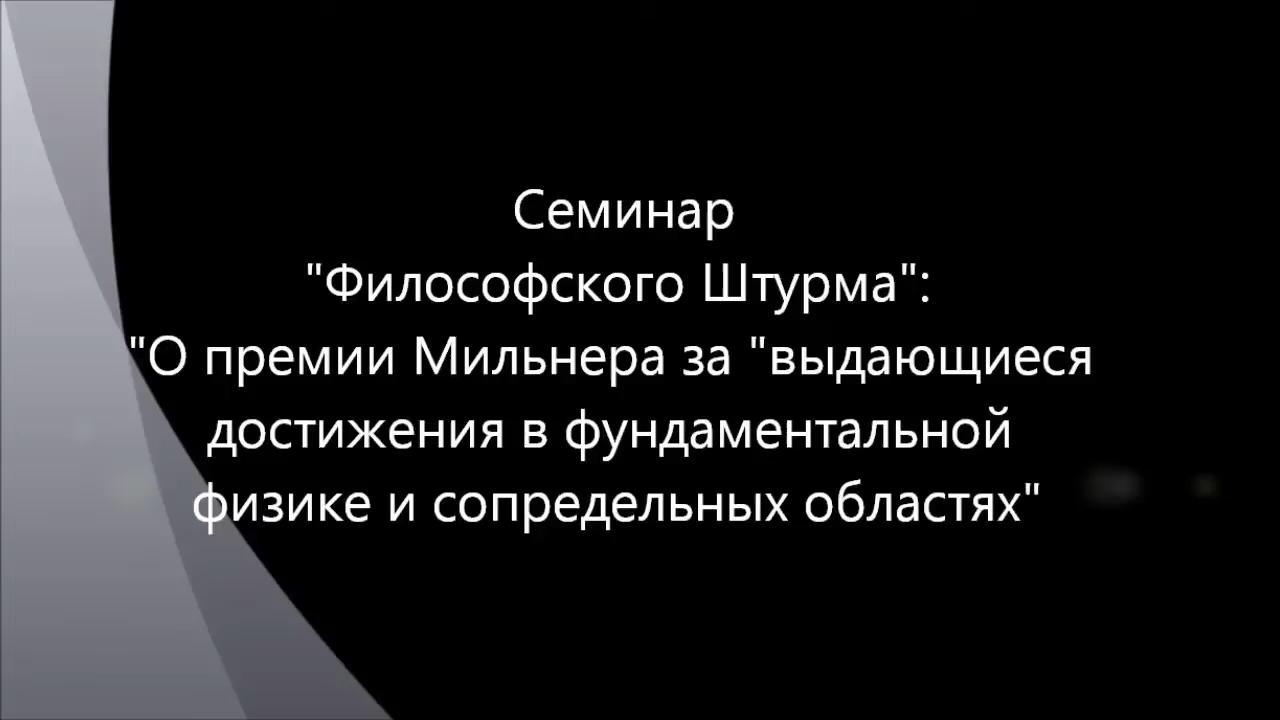 Семинар
"Философского Штурма":
"О премии Мильнера за "выдающиеся
достижения в фундаментальной
физике и сопредельных областях"